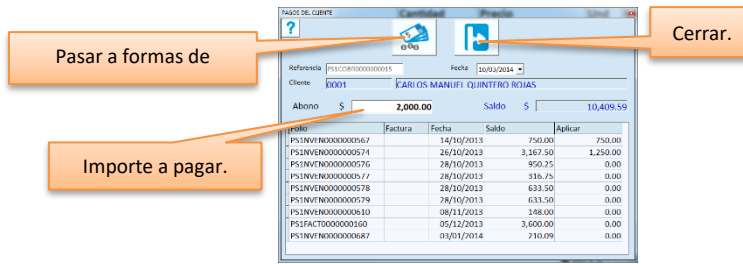 PAGOS DEL CLIENTE
Cantidad Precio Und
?
Cerrar.
Pasar a formas de
Referencia PS1COBR0000000015 Fecha 10/03/2014
Cliente 0001 CARLOS MANUEL QUINTERO ROJAS
Abono $ 2,000.00 Saldo $ 10,409.59
Importe a pagar.
Folio Factura Fecha Saldo Aplicar
PS1NVEN0000000567 14/10/2013 750.00 750.00
PS1NVEN0000000574 26/10/2013 3,167.50 1,250.00
PS1NVEN0000000576 28/10/2013 950.25 0.00
PS1NVEN0000000577 28/10/2013 316.75 0.00
PS1NVEN0000000578 28/10/2013 633.50 0.00
PS1NVEN0000000579 28/10/2013 633.50 0.00
PS1NVEN0000000610 08/11/2013 148.00 0.00
PS1FACT0000000160 05/12/2013 3,600.00 0.00
PS1NVEN0000000687 03/01/2014 210.09 0.00